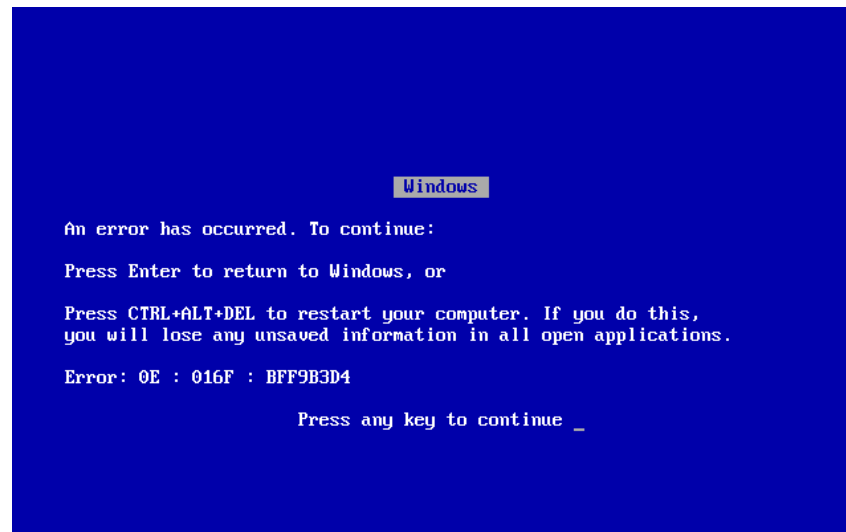 Windows
An error has occurred. To continue:
Press Enter to return to Windows, or
Press CTRL+ALT+DEL to restart your computer. If you do this,
you will lose any unsaved information in all open applications.
Error: 0E : 016F : BFF9B3D4
Press any key to continue _